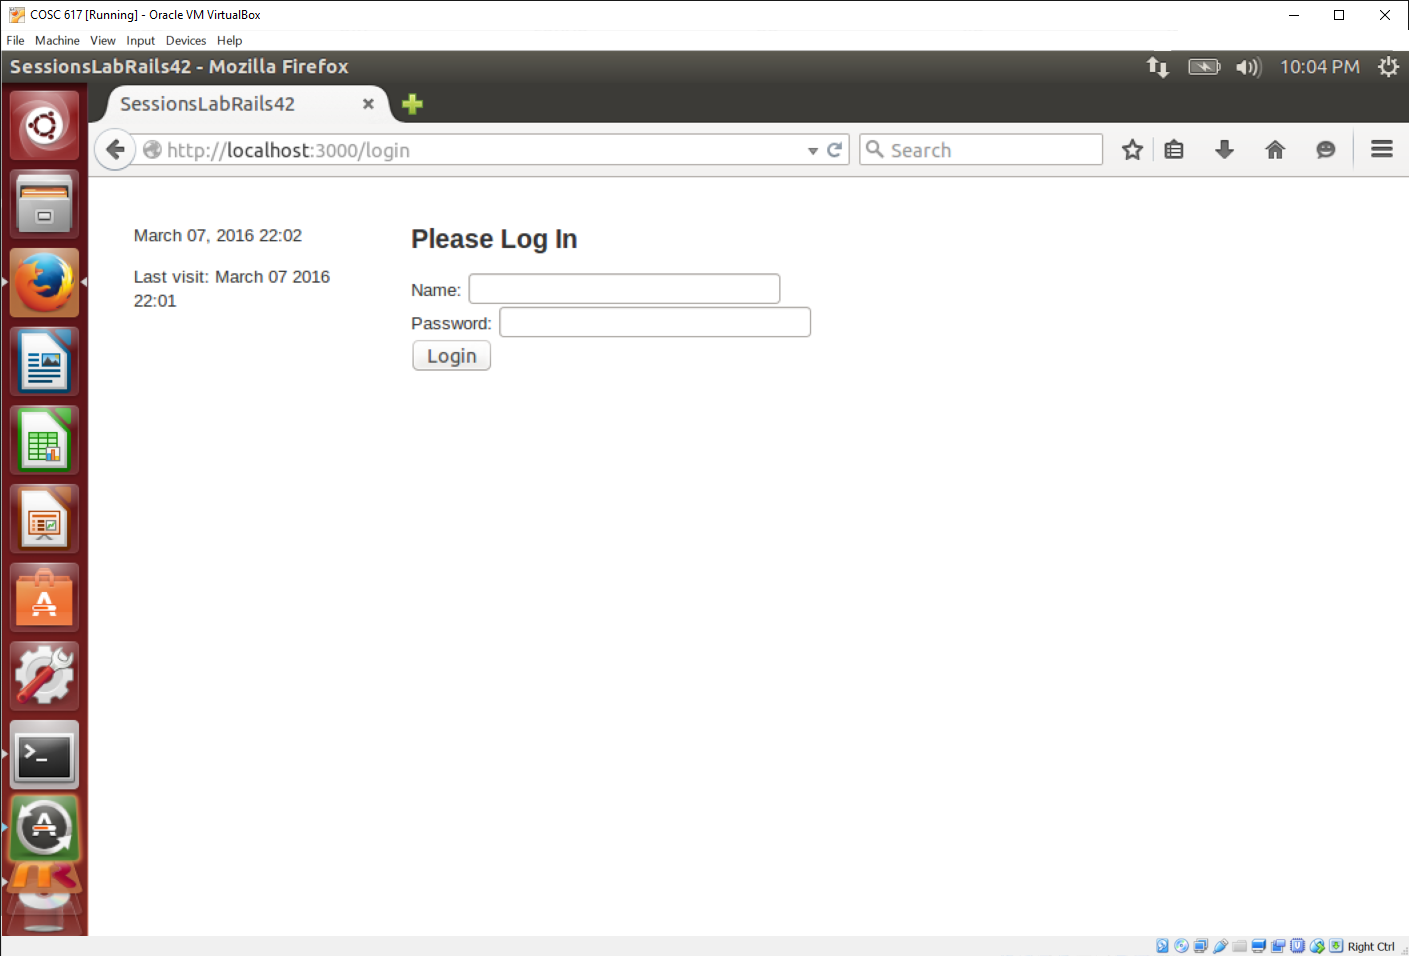 COSC 617 [Running] - Oracle VM VirtualBox
File Machine View Input Devices Help
SessionsLabRails42 - Mozilla Firefox
10:04 PM
SessionsLabRails42
http://localhost:3000/login
Search
March 07, 2016 22:02
Last visit: March 07 2016
22:01
Please Log In
Name:
Password:
Login
Right Ctrl